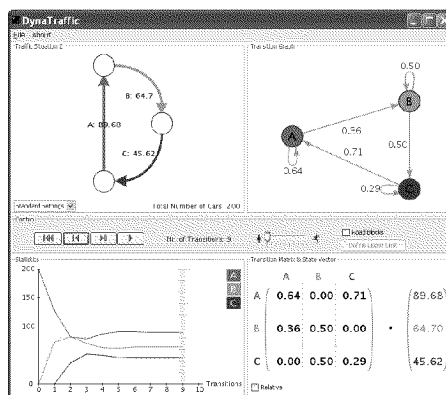 DynaTraffic
File About
Traffic Situation 2
B: 64.7
A: 89.68
C: 45.62
Standard Settings
Total Number of Cars: 200
Transition Graph
0.50
B
0.36
A
0.50
0.71
0.64
0.29
C
Control
Nr. of Transitions: 9
Roadblocks
Statistics
200
150
100
50
0
0 1 2 3 4 5 6 7 8 9 10
Transitions
A
B
C
Transition Matrix & State Vector
A B C
A 0.64 0.00 0.71 89.68
B 0.36 0.50 0.00 • 64.70
C 0.00 0.50 0.29 45.62
Relative